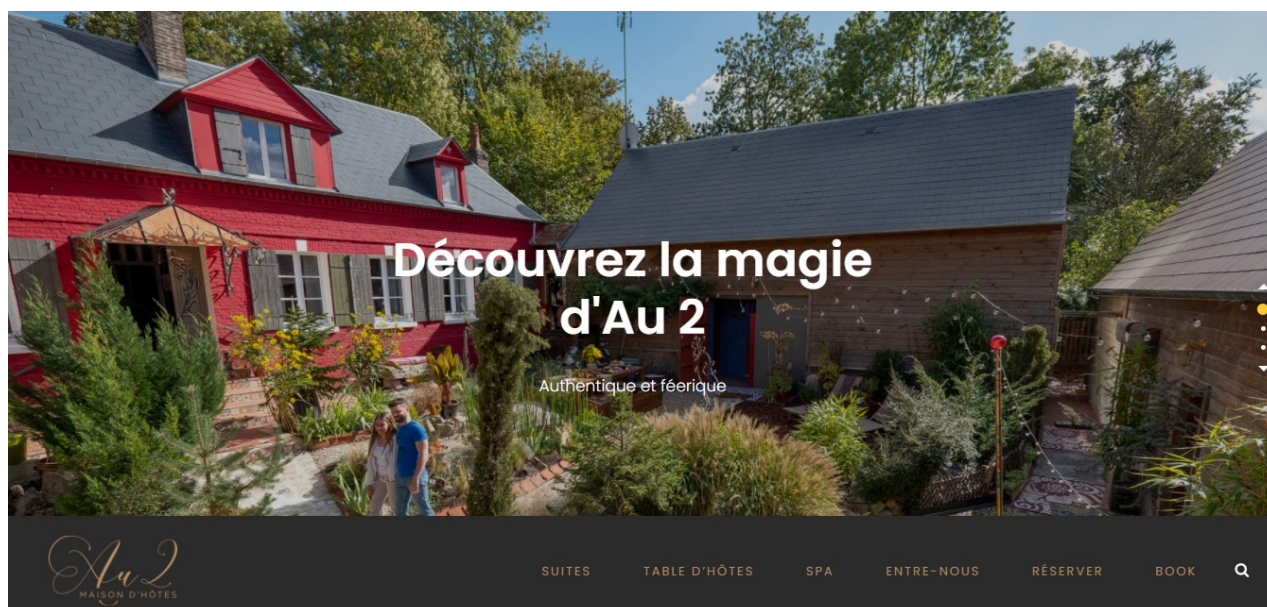 Découvrez la magie
d'Au 2
Authentique et féerique
Au 2
MAISON D'HÔTES
SUITES
TABLE D'HÔTES
SPA
ENTRE-NOUS
RÉSERVER
BOOK